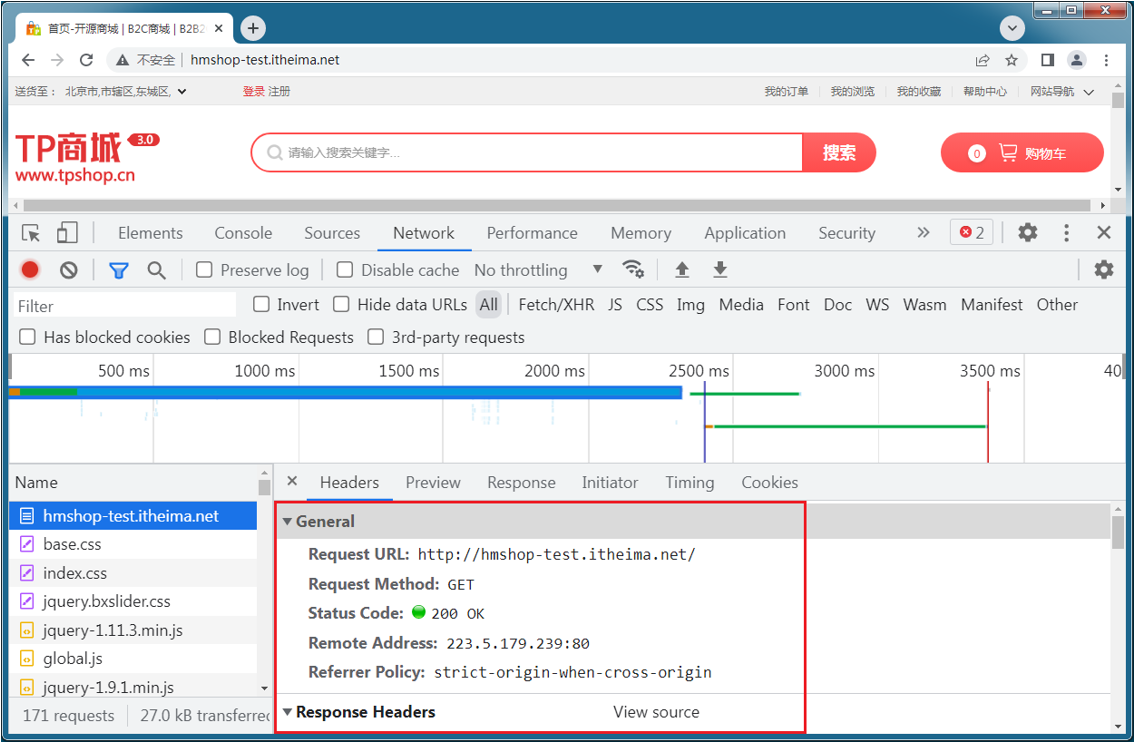 首页-开源商城 | B2C商城 | B2B2
不安全 | hmshop-test.itheima.net
送货至： 北京市,市辖区,东城区, 登录 注册 我的订单 我的浏览 我的收藏 帮助中心 网站导航
TP商城 3.0
www.tpshop.cn
请输入搜索关键字... 搜索
0 购物车
Elements Console Sources Network Performance Memory Application Security » 2
Preserve log Disable cache No throttling
Filter Invert Hide data URLs All Fetch/XHR JS CSS Img Media Font Doc WS Wasm Manifest Other
Has blocked cookies Blocked Requests 3rd-party requests
500 ms 1000 ms 1500 ms 2000 ms 2500 ms 3000 ms 3500 ms 40
Name
hmshop-test.itheima.net
base.css
index.css
jquery.bxslider.css
jquery-1.11.3.min.js
global.js
jquery-1.9.1.min.js
171 requests 27.0 kB transferred
Headers Preview Response Initiator Timing Cookies
General
Request URL: http://hmshop-test.itheima.net/
Request Method: GET
Status Code: 200 OK
Remote Address: 223.5.179.239:80
Referrer Policy: strict-origin-when-cross-origin
Response Headers View source